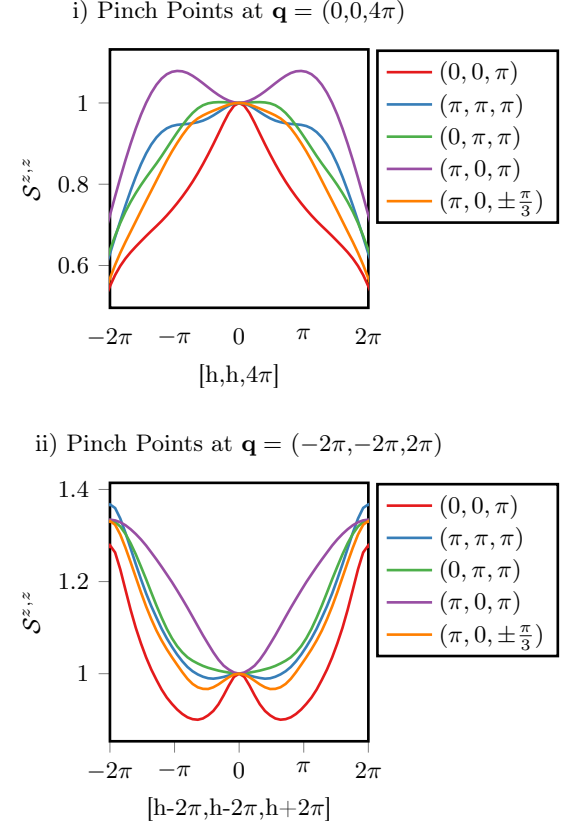 i) Pinch Points at q = (0,0,4π)
1
0.8
0.6
S^{z,z}
−2π −π 0 π 2π
[h,h,4π]
(0, 0, π)
(π, π, π)
(0, π, π)
(π, 0, π)
(π, 0, ±π/3)
ii) Pinch Points at q = (−2π,−2π,2π)
1.4
1.2
1
S^{z,z}
−2π −π 0 π 2π
[h-2π,h-2π,h+2π]
(0, 0, π)
(π, π, π)
(0, π, π)
(π, 0, π)
(π, 0, ±π/3)